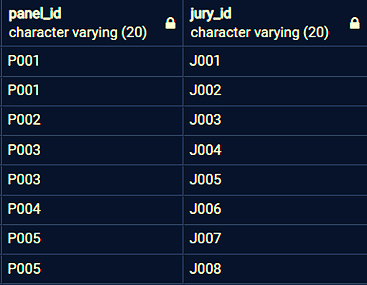 panel_id jury_id
character varying (20) character varying (20)
P001 J001
P001 J002
P002 J003
P003 J004
P003 J005
P004 J006
P005 J007
P005 J008